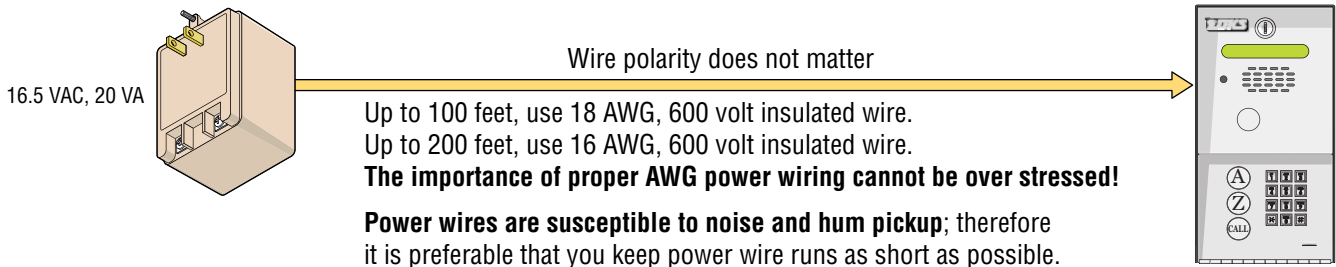 Wire polarity does not matter
16.5 VAC, 20 VA
Up to 100 feet, use 18 AWG, 600 volt insulated wire.
Up to 200 feet, use 16 AWG, 600 volt insulated wire.
The importance of proper AWG power wiring cannot be over stressed!
Power wires are susceptible to noise and hum pickup; therefore
it is preferable that you keep power wire runs as short as possible.
A
Z
CALL